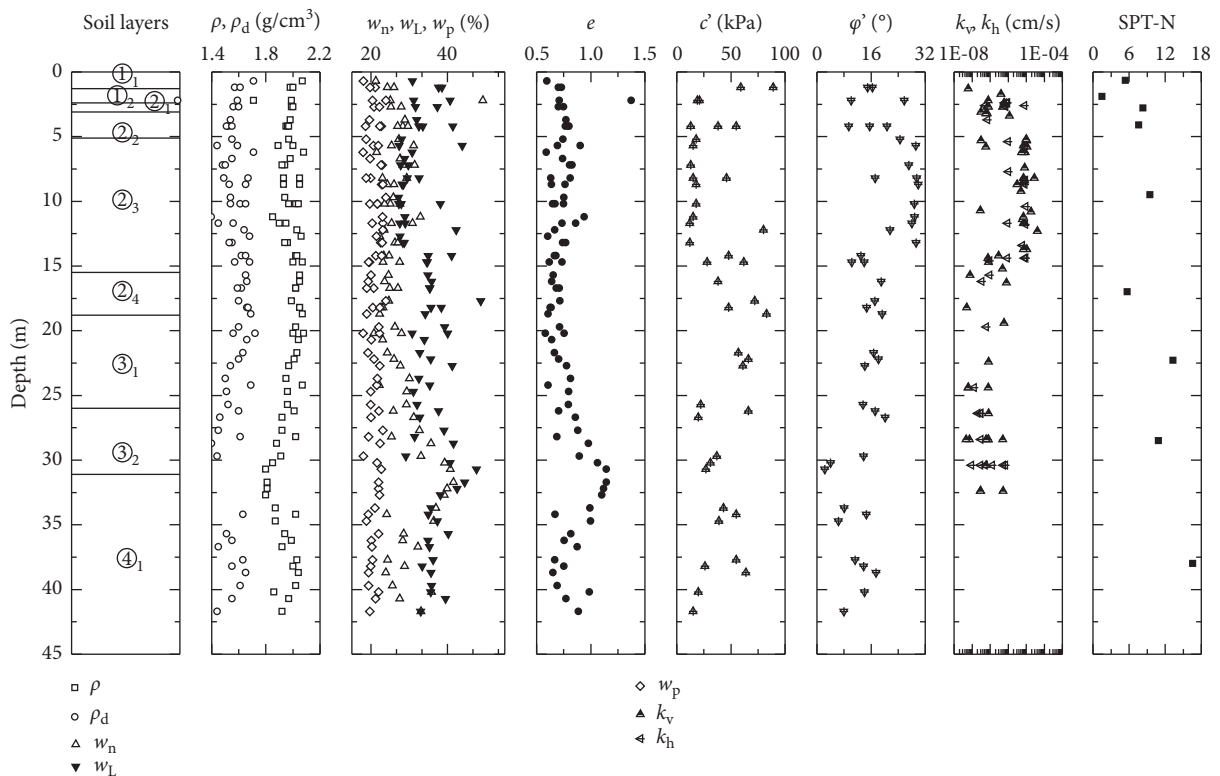 Soil layers
ρ, ρd (g/cm³)
wn, wL, wp (%)
e
c' (kPa)
φ' (°)
kv, kh (cm/s)
SPT-N
1.4 1.8 2.2
20 40
0.5 1.0 1.5
0 50 100
0 16 32
1E-08 1E-04
0 6 12 18
Depth (m)
0
5
10
15
20
25
30
35
40
45
①1
①2
②1
②2
②3
②4
③1
③2
④1
ρ
ρd
wn
wL
wp
kv
kh